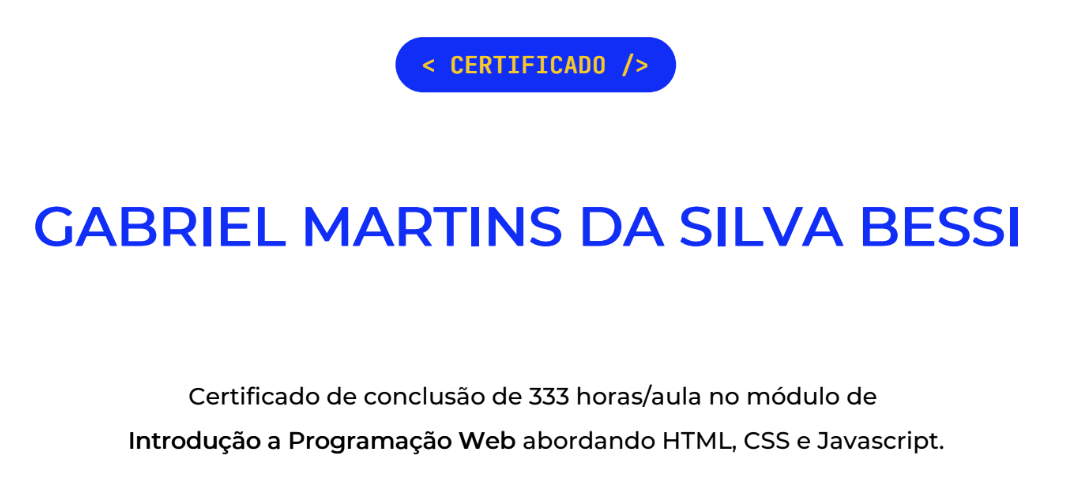 < CERTIFICADO />
GABRIEL MARTINS DA SILVA BESSI
Certificado de conclusão de 333 horas/aula no módulo de
Introdução a Programação Web abordando HTML, CSS e Javascript.